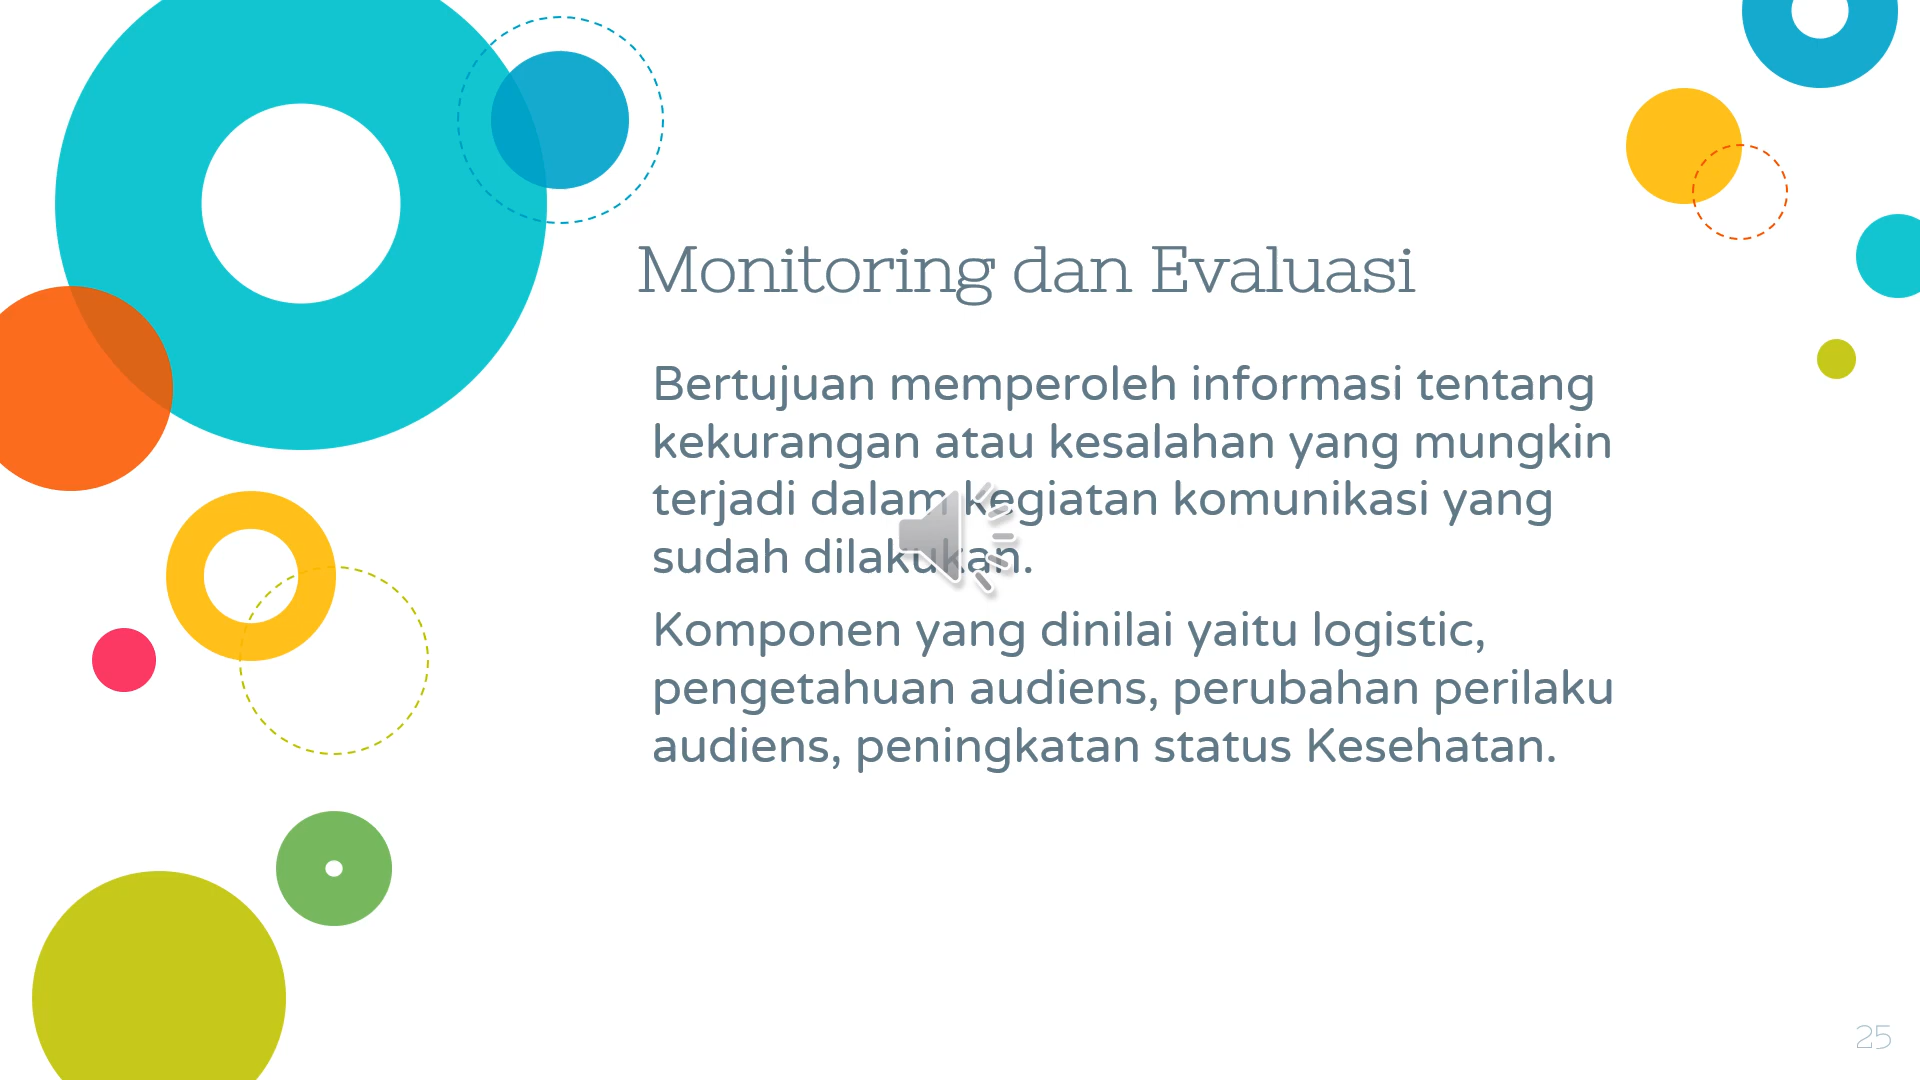 Monitoring dan Evaluasi
Bertujuan memperoleh informasi tentang
kekurangan atau kesalahan yang mungkin
terjadi dalam kegiatan komunikasi yang
sudah dilakukan.
Komponen yang dinilai yaitu logistic,
pengetahuan audiens, perubahan perilaku
audiens, peningkatan status Kesehatan.
25